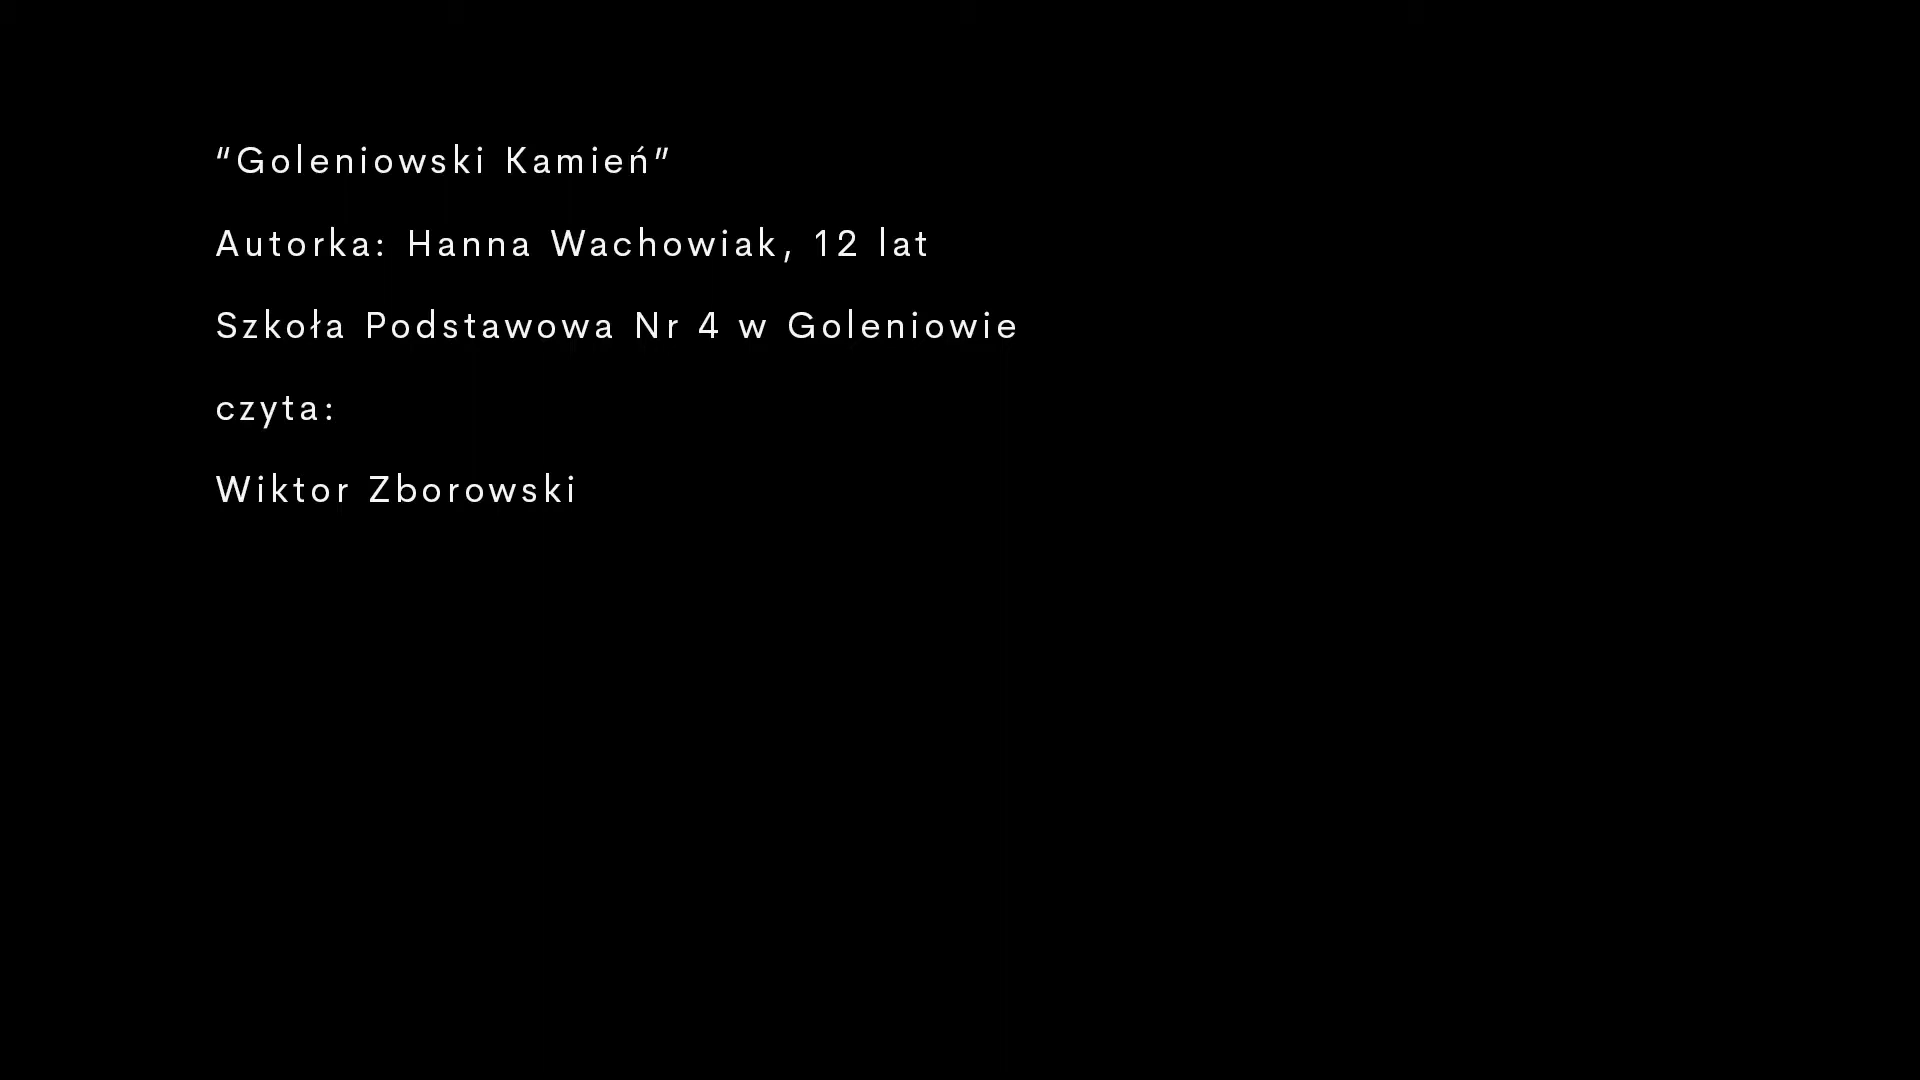 “Goleniowski Kamień”
Autorka: Hanna Wachowiak, 12 lat
Szkoła Podstawowa Nr 4 w Goleniowie
czyta:
Wiktor Zborowski